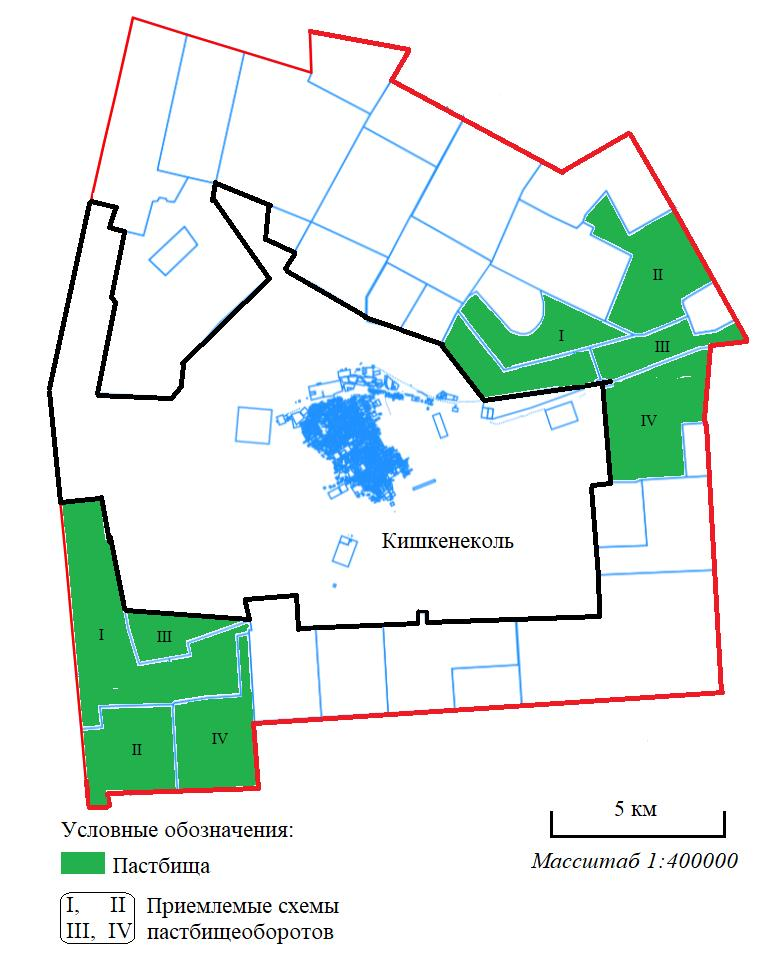 II
I
III
IV
Кишкенеколь
I
III
II
IV
5 км
Масштаб 1:400000
Условные обозначения:
Пастбища
I, II
III, IV
Приемлемые схемы
пастбищеоборотов